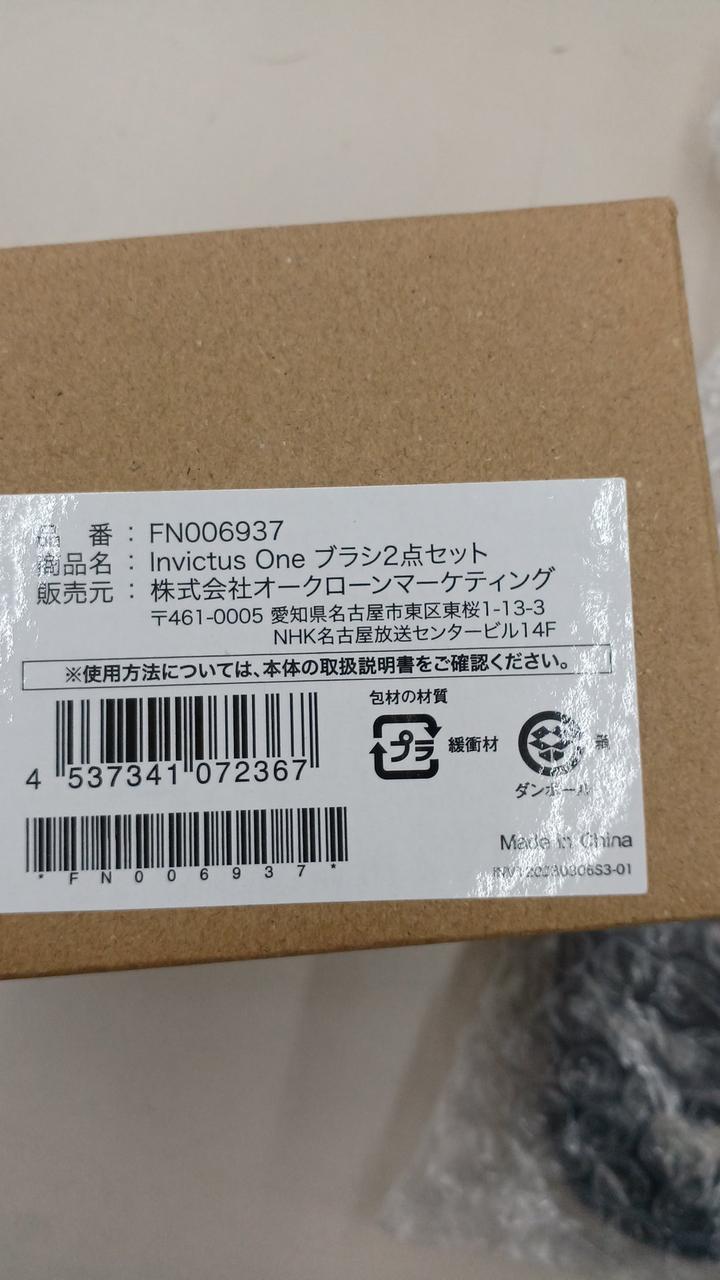 品 番 : FN006937
商品名 : Invictus One ブラシ2点セット
販売元 : 株式会社オークローンマーケティング
〒461-0005 愛知県名古屋市東区東桜1-13-3
NHK名古屋放送センタービル14F
※使用方法については、本体の取扱説明書をご確認ください。
包材の材質
プラ 緩衝材
ダンボール
4 537341 072367
*FN006937*
Made in China